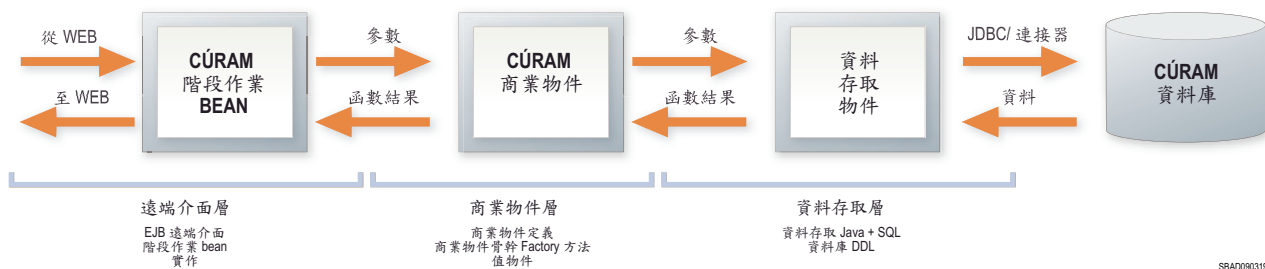 從 WEB
至 WEB
CÚRAM
階段作業
BEAN
參數
函數結果
CÚRAM
商業物件
參數
函數結果
資料
存取
物件
JDBC/ 連接器
資料
CÚRAM
資料庫
遠端介面層
EJB 遠端介面
階段作業 bean
實作
商業物件層
商業物件定義
商業物件骨幹 Factory 方法
值物件
資料存取層
資料存取 Java + SQL
資料庫 DDL
SBAD090319